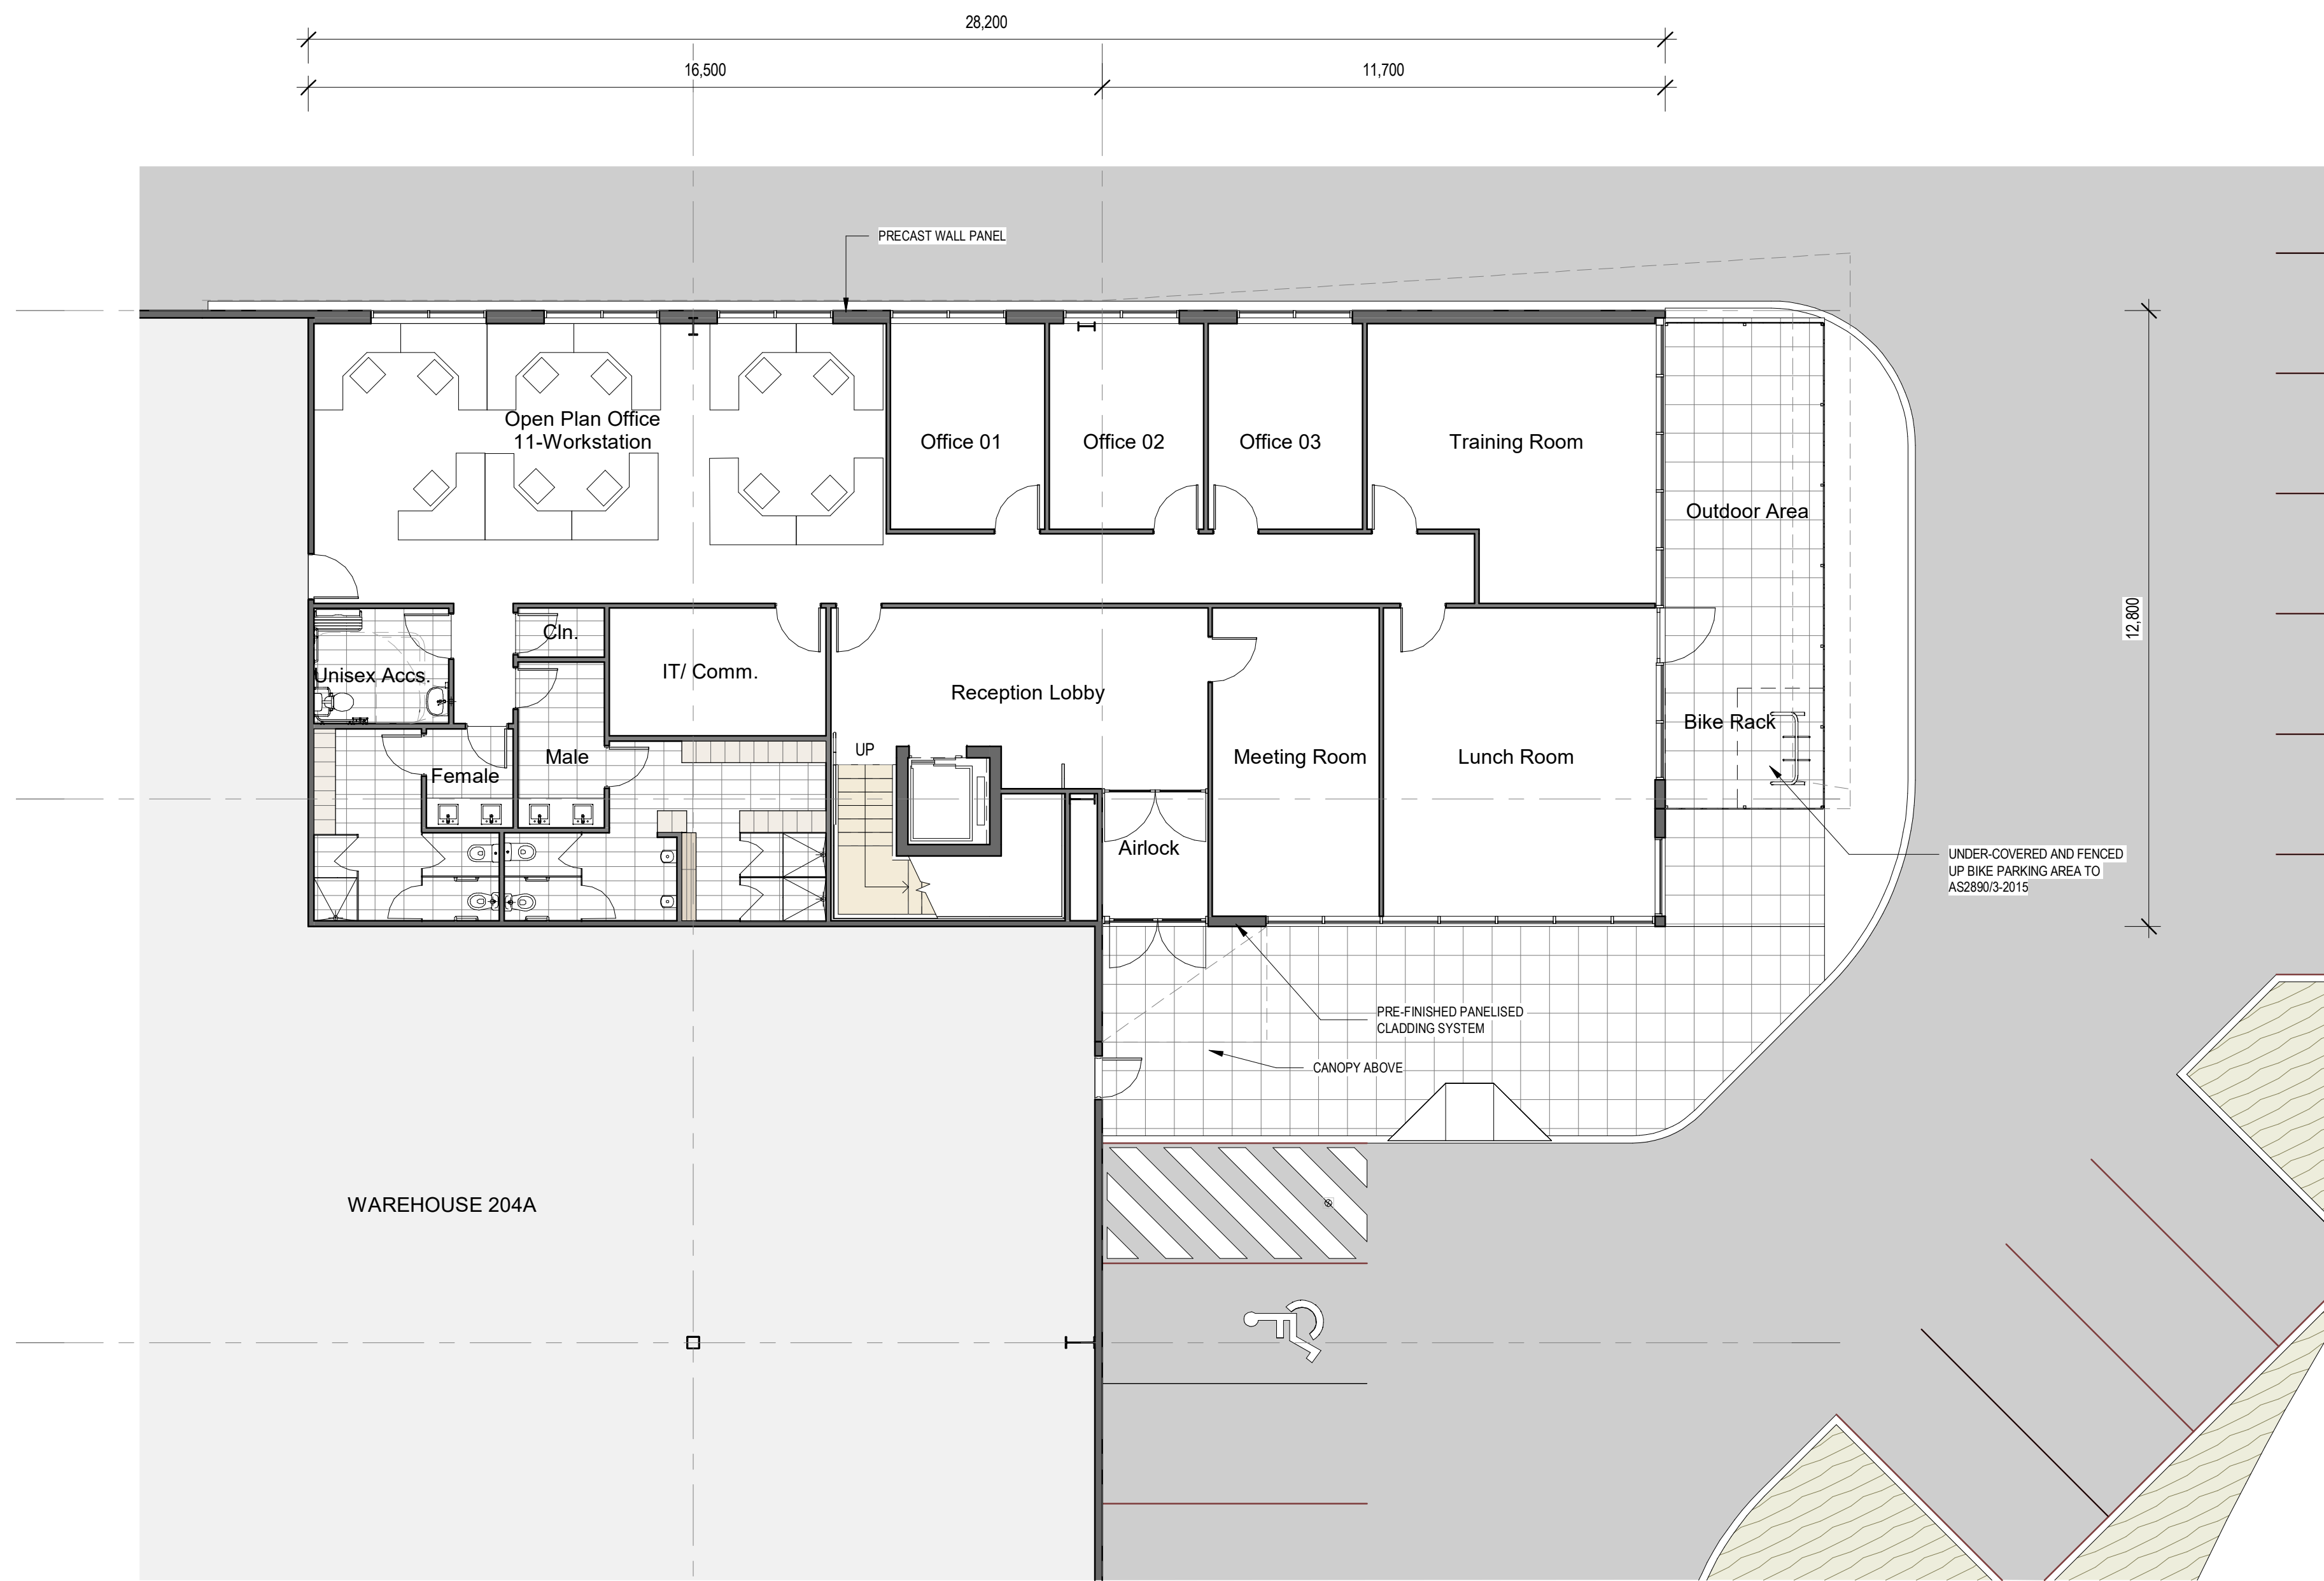 28,200
16,500
11,700
PRECAST WALL PANEL
Open Plan Office
11-Workstation
Office 01
Office 02
Office 03
Training Room
Outdoor Area
12,800
Cln.
Unisex Accs.
IT/ Comm.
Reception Lobby
Bike Rack
UP
Male
Female
Meeting Room
Lunch Room
Airlock
UNDER-COVERED AND FENCED
UP BIKE PARKING AREA TO
AS2890/3-2015
PRE-FINISHED PANELISED
CLADDING SYSTEM
CANOPY ABOVE
WAREHOUSE 204A